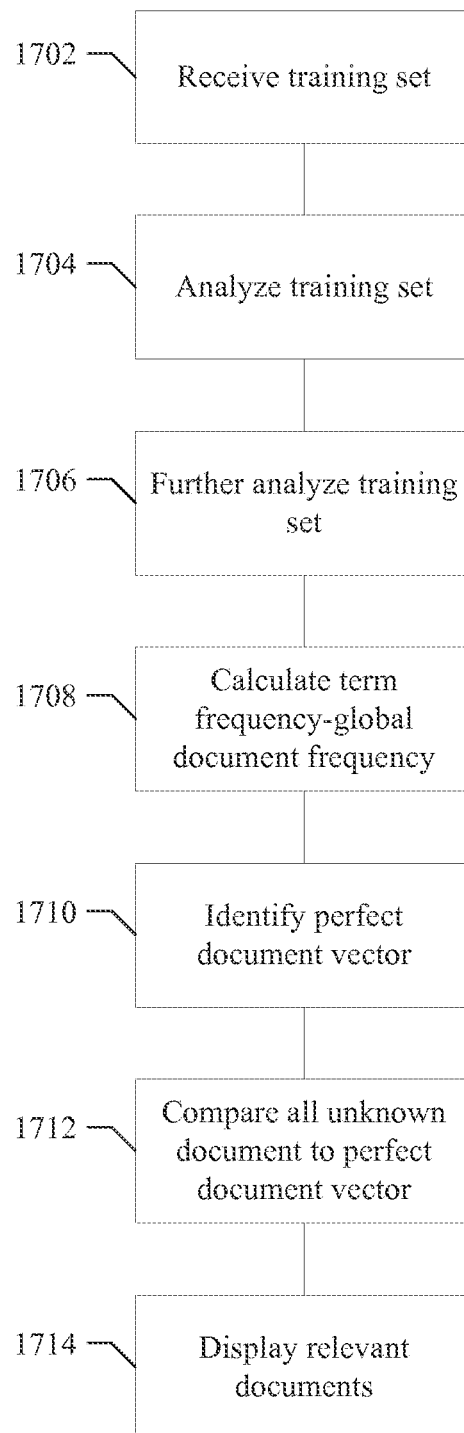 1702
Receive training set
1704
Analyze training set
1706
Further analyze training
set
1708
Calculate term
frequency-global
document frequency
1710
Identify perfect
document vector
1712
Compare all unknown
document to perfect
document vector
1714
Display relevant
documents